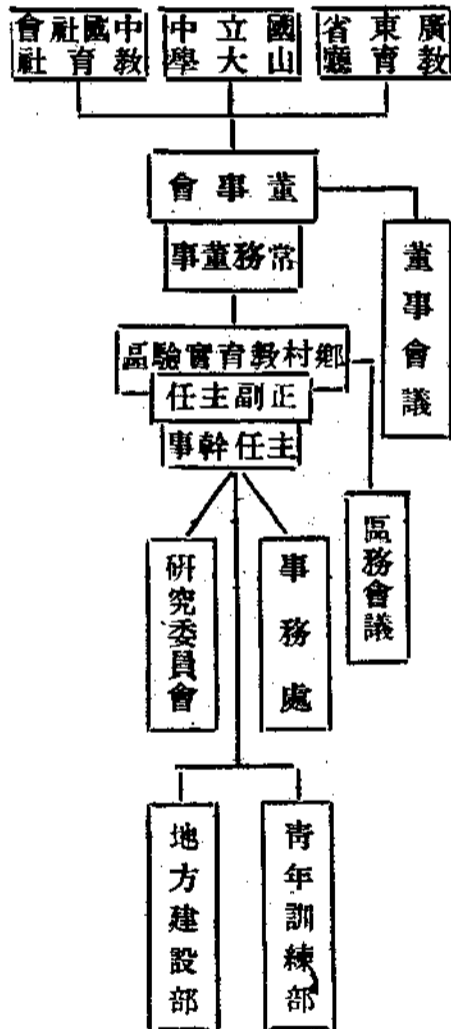 廣東省
教育廳
國立中
山大學
中國社會
教育社
董事會
常務董事
董事會議
鄉村教育實驗區
正副主任
主任幹事
區務會議
事務處
研究委員會
青年訓練部
地方建設部